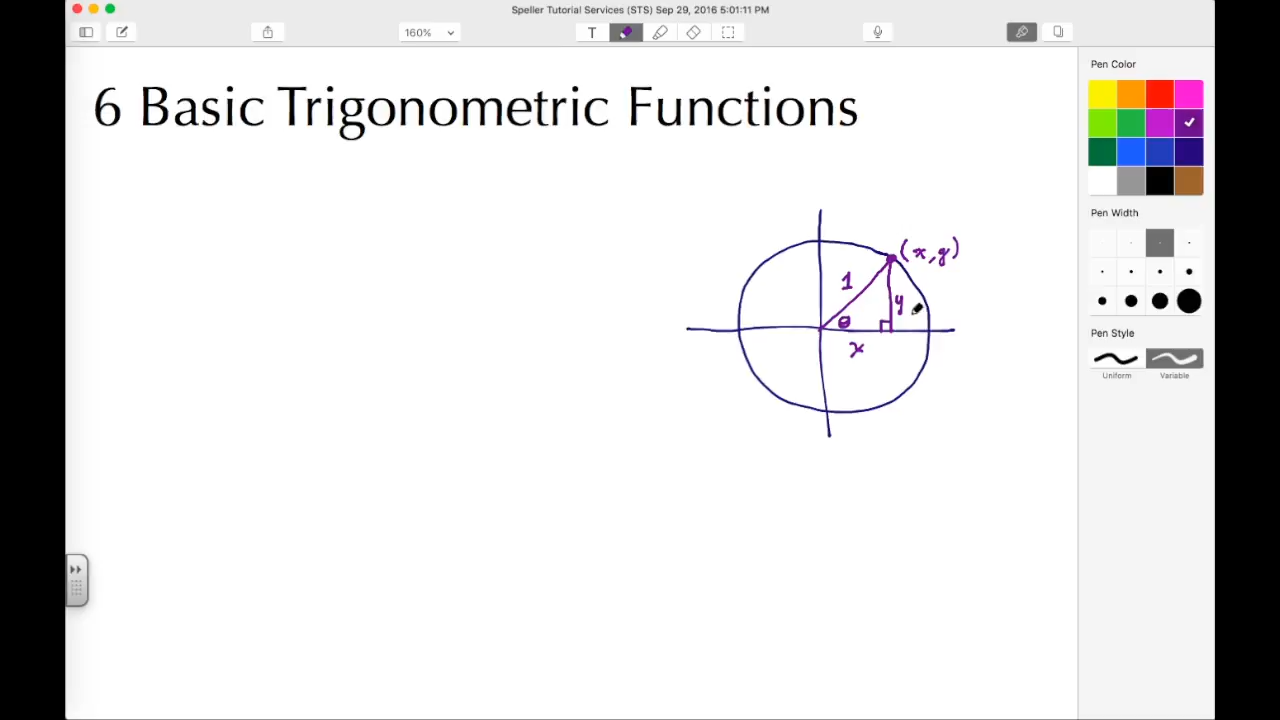 Speller Tutorial Services (STS) Sep 29, 2016 5:01:11 PM
160%
T
6 Basic Trigonometric Functions
(x,y)
1
y
θ
x
Pen Color
Pen Width
Pen Style
Uniform Variable